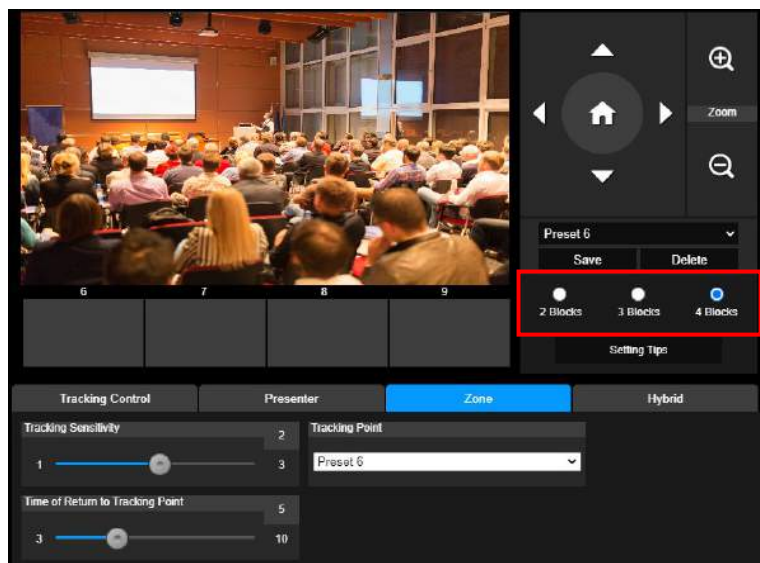 Zoom
Preset 6
Save Delete
6 7 8 9
2 Blocks 3 Blocks 4 Blocks
Setting Tips
Tracking Control Presenter Zone Hybrid
Tracking Sensitivity 2 Tracking Point
1 3 Preset 6
Time of Return to Tracking Point 5
3 10